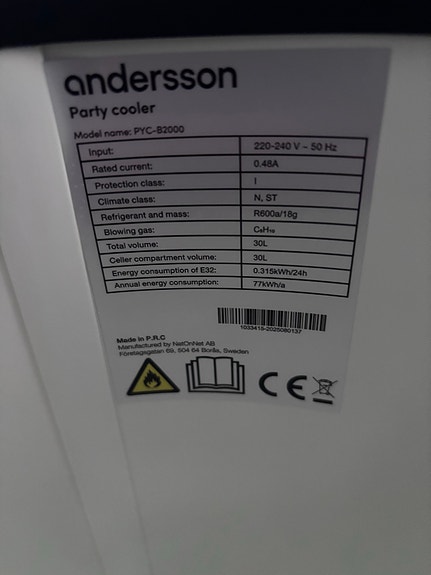 andersson
Party cooler
Model name: PYC-B2000
Input: 220-240 V ~ 50 Hz
Rated current: 0.48A
Protection class: I
Climate class: N, ST
Refrigerant and mass: R600a/18g
Blowing gas: C₅H₁₀
Total volume: 30L
Celler compartment volume: 30L
Energy consumption of E32: 0.315kWh/24h
Annual energy consumption: 77kWh/a
1033415-2025060137
Made in P.R.C
Manufactured by NetOnNet AB
Företagsgatan 69, 504 64 Borås, Sweden
CE